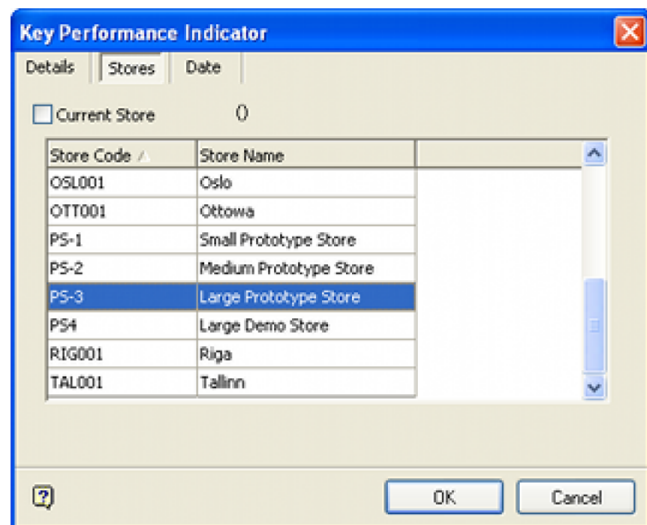 Key Performance Indicator
Details Stores Date
Current Store ()
Store Code Store Name
OSL001 Oslo
OTT001 Ottowa
PS-1 Small Prototype Store
PS-2 Medium Prototype Store
PS-3 Large Prototype Store
PS4 Large Demo Store
RIG001 Riga
TAL001 Tallinn
? OK Cancel